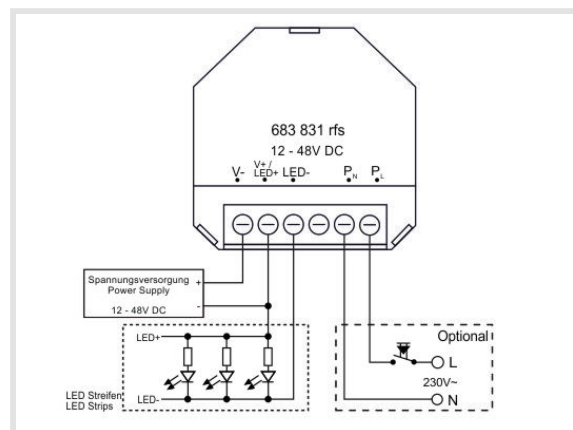 683 831 rfs
12 - 48V DC
V- V+ / LED+ LED- PN PL
Spannungsversorgung +
Power Supply
12 - 48V DC -
LED+
LED-
LED Streifen
LED Strips
Optional
L
230V~
N